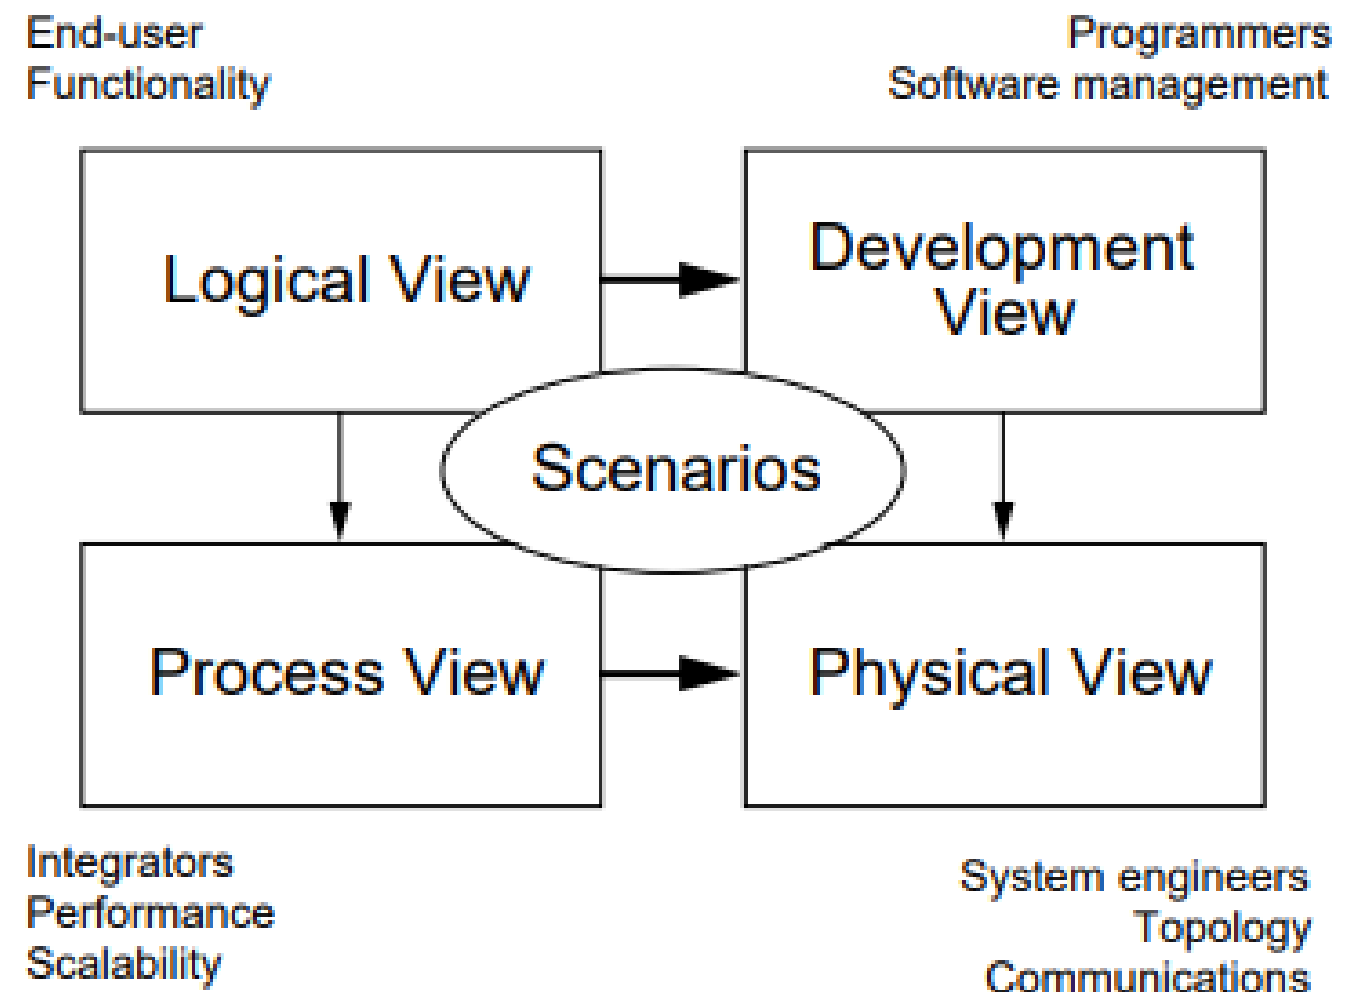 End-user
Functionality
Programmers
Software management
Logical View
Development
View
Scenarios
Process View
Physical View
Integrators
Performance
Scalability
System engineers
Topology
Communications